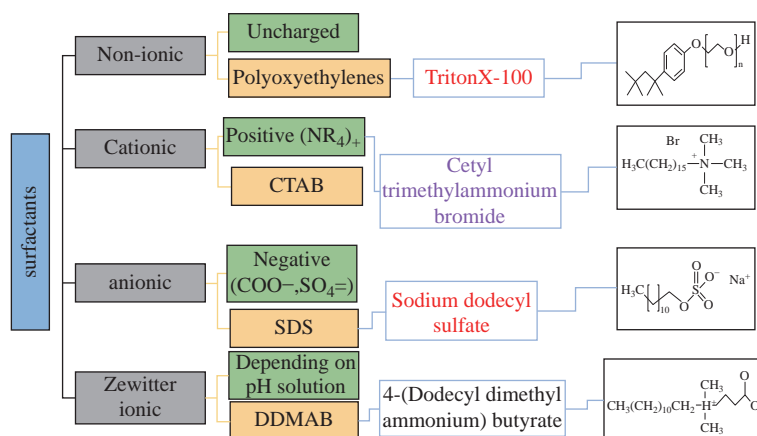 surfactants
Non-ionic
Uncharged
Polyoxyethylenes
TritonX-100
O
O
H
O
n
Cationic
Positive (NR4)+
CTAB
Cetyl
trimethylammonium
bromide
Br
CH3
H3C(CH2)15
+
N
CH3
CH3
anionic
Negative
(COO−,SO4=)
SDS
Sodium dodecyl
sulfate
O
O−
Na+
H3C
S
10
O
O
Zewitter
ionic
Depending on
pH solution
DDMAB
4-(Dodecyl dimethyl
ammonium) butyrate
CH3
O
CH3(CH2)10CH2
H+
O
CH3